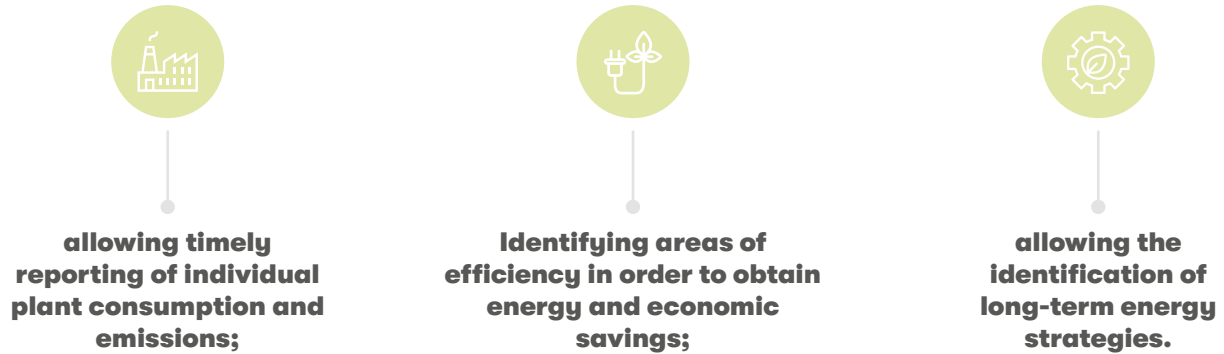 allowing timely
reporting of individual
plant consumption and
emissions;
Identifying areas of
efficiency in order to obtain
energy and economic
savings;
allowing the
identification of
long-term energy
strategies.